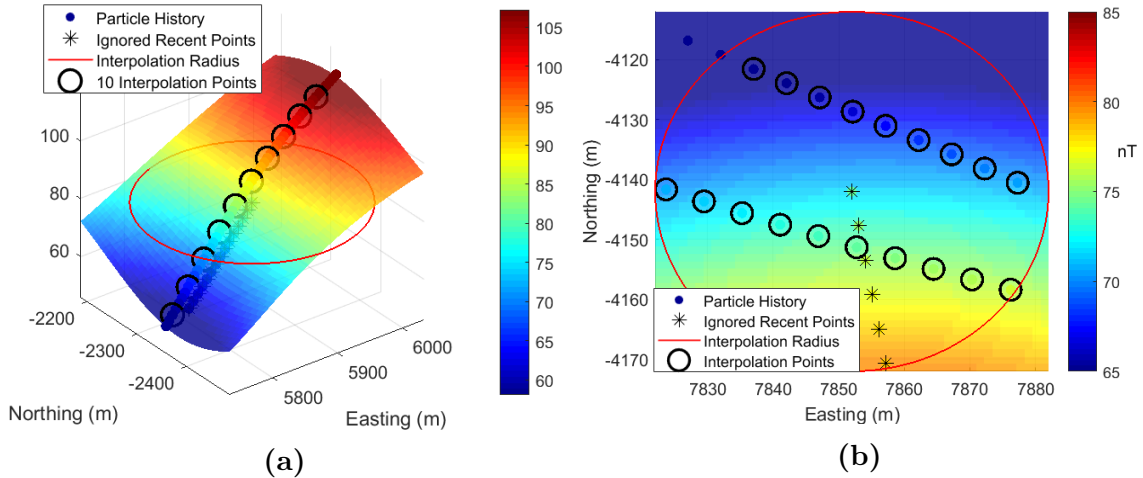 Particle History
Ignored Recent Points
Interpolation Radius
10 Interpolation Points
100
80
60
-2200
-2300
-2400
Northing (m)
5800
5900
6000
Easting (m)
105
100
95
90
85
80
75
70
65
60
(a)
-4120
-4130
-4140
-4150
-4160
-4170
Northing (m)
Particle History
Ignored Recent Points
Interpolation Radius
Interpolation Points
7830 7840 7850 7860 7870 7880
Easting (m)
85
80
nT
75
70
65
(b)